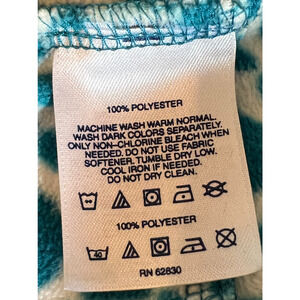 100% POLYESTER
MACHINE WASH WARM NORMAL.
WASH DARK COLORS SEPARATELY.
ONLY NON-CHLORINE BLEACH WHEN
NEEDED. DO NOT USE FABRIC
SOFTENER. TUMBLE DRY LOW.
COOL IRON IF NEEDED.
DO NOT DRY CLEAN.
100% POLYESTER
40
RN 62830